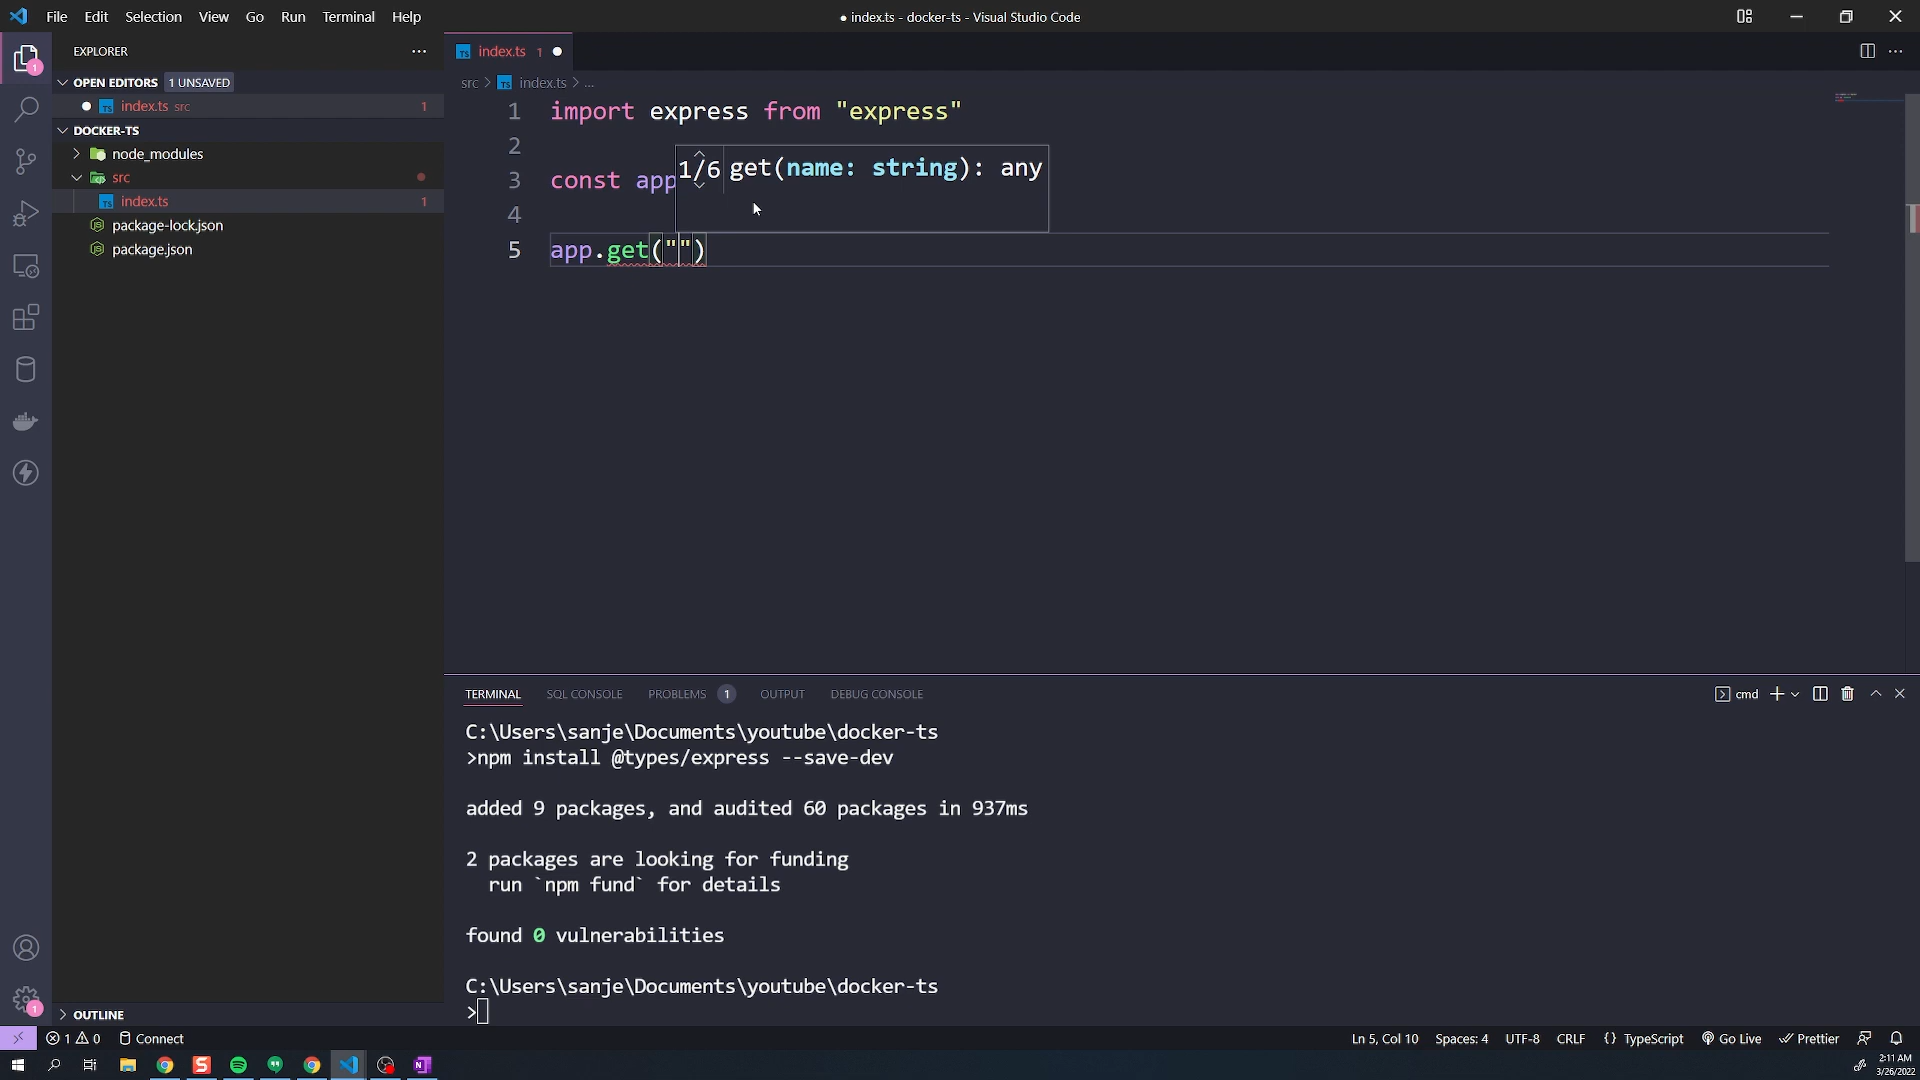 File Edit Selection View Go Run Terminal Help
● index.ts - docker-ts - Visual Studio Code
EXPLORER
OPEN EDITORS 1 UNSAVED
TS index.ts src 1
DOCKER-TS
node_modules
src
TS index.ts 1
package-lock.json
package.json
OUTLINE
TS index.ts 1
src > TS index.ts > ...
1 import express from "express"
2
1/6 get(name: string): any
3 const app
4
5 app.get("")
TERMINAL SQL CONSOLE PROBLEMS 1 OUTPUT DEBUG CONSOLE
cmd
C:\Users\sanje\Documents\youtube\docker-ts
>npm install @types/express --save-dev
added 9 packages, and audited 60 packages in 937ms
2 packages are looking for funding
run `npm fund` for details
found 0 vulnerabilities
C:\Users\sanje\Documents\youtube\docker-ts
>
1
1
1 0 Connect
Ln 5, Col 10 Spaces: 4 UTF-8 CRLF {} TypeScript Go Live Prettier
2:11 AM
3/26/2022